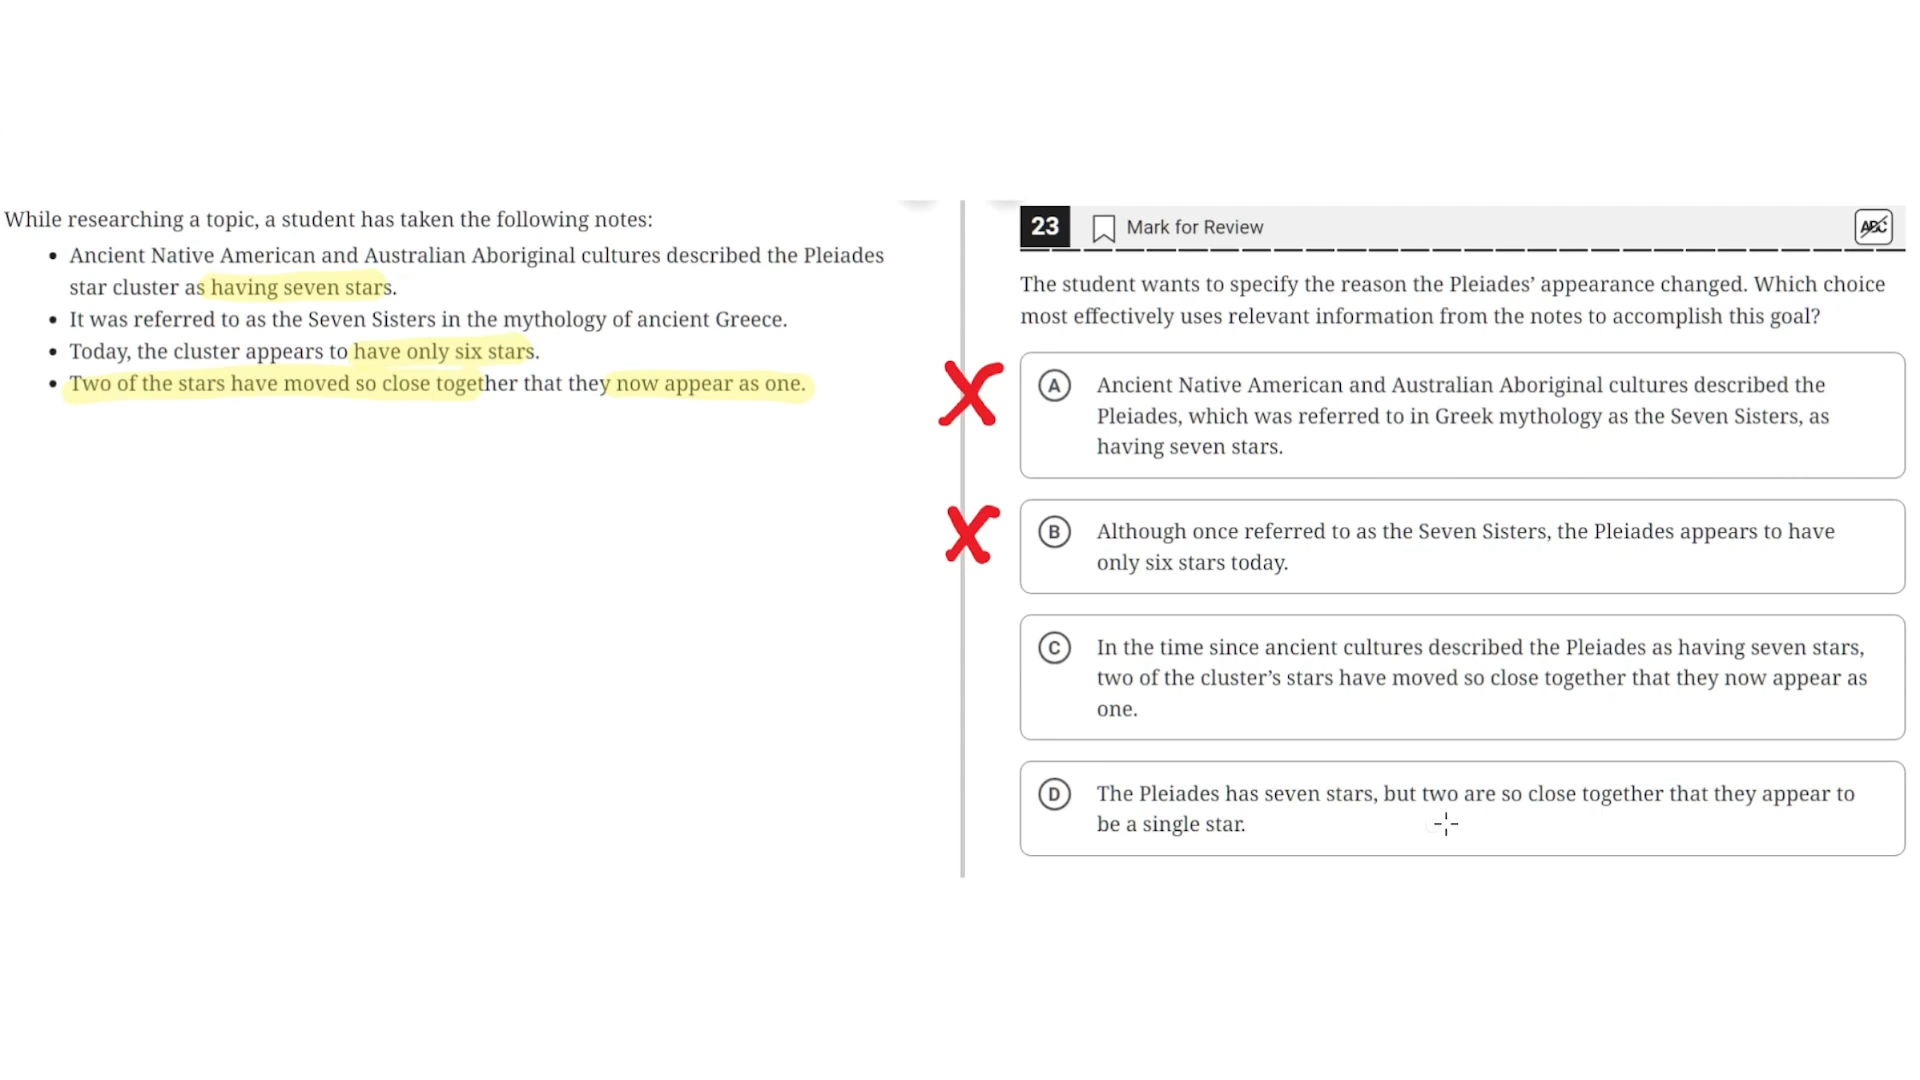 While researching a topic, a student has taken the following notes:
• Ancient Native American and Australian Aboriginal cultures described the Pleiades
star cluster as having seven stars.
• It was referred to as the Seven Sisters in the mythology of ancient Greece.
• Today, the cluster appears to have only six stars.
• Two of the stars have moved so close together that they now appear as one.
23 Mark for Review ABC
The student wants to specify the reason the Pleiades’ appearance changed. Which choice
most effectively uses relevant information from the notes to accomplish this goal?
A Ancient Native American and Australian Aboriginal cultures described the
Pleiades, which was referred to in Greek mythology as the Seven Sisters, as
having seven stars.
B Although once referred to as the Seven Sisters, the Pleiades appears to have
only six stars today.
C In the time since ancient cultures described the Pleiades as having seven stars,
two of the cluster’s stars have moved so close together that they now appear as
one.
D The Pleiades has seven stars, but two are so close together that they appear to
be a single star.